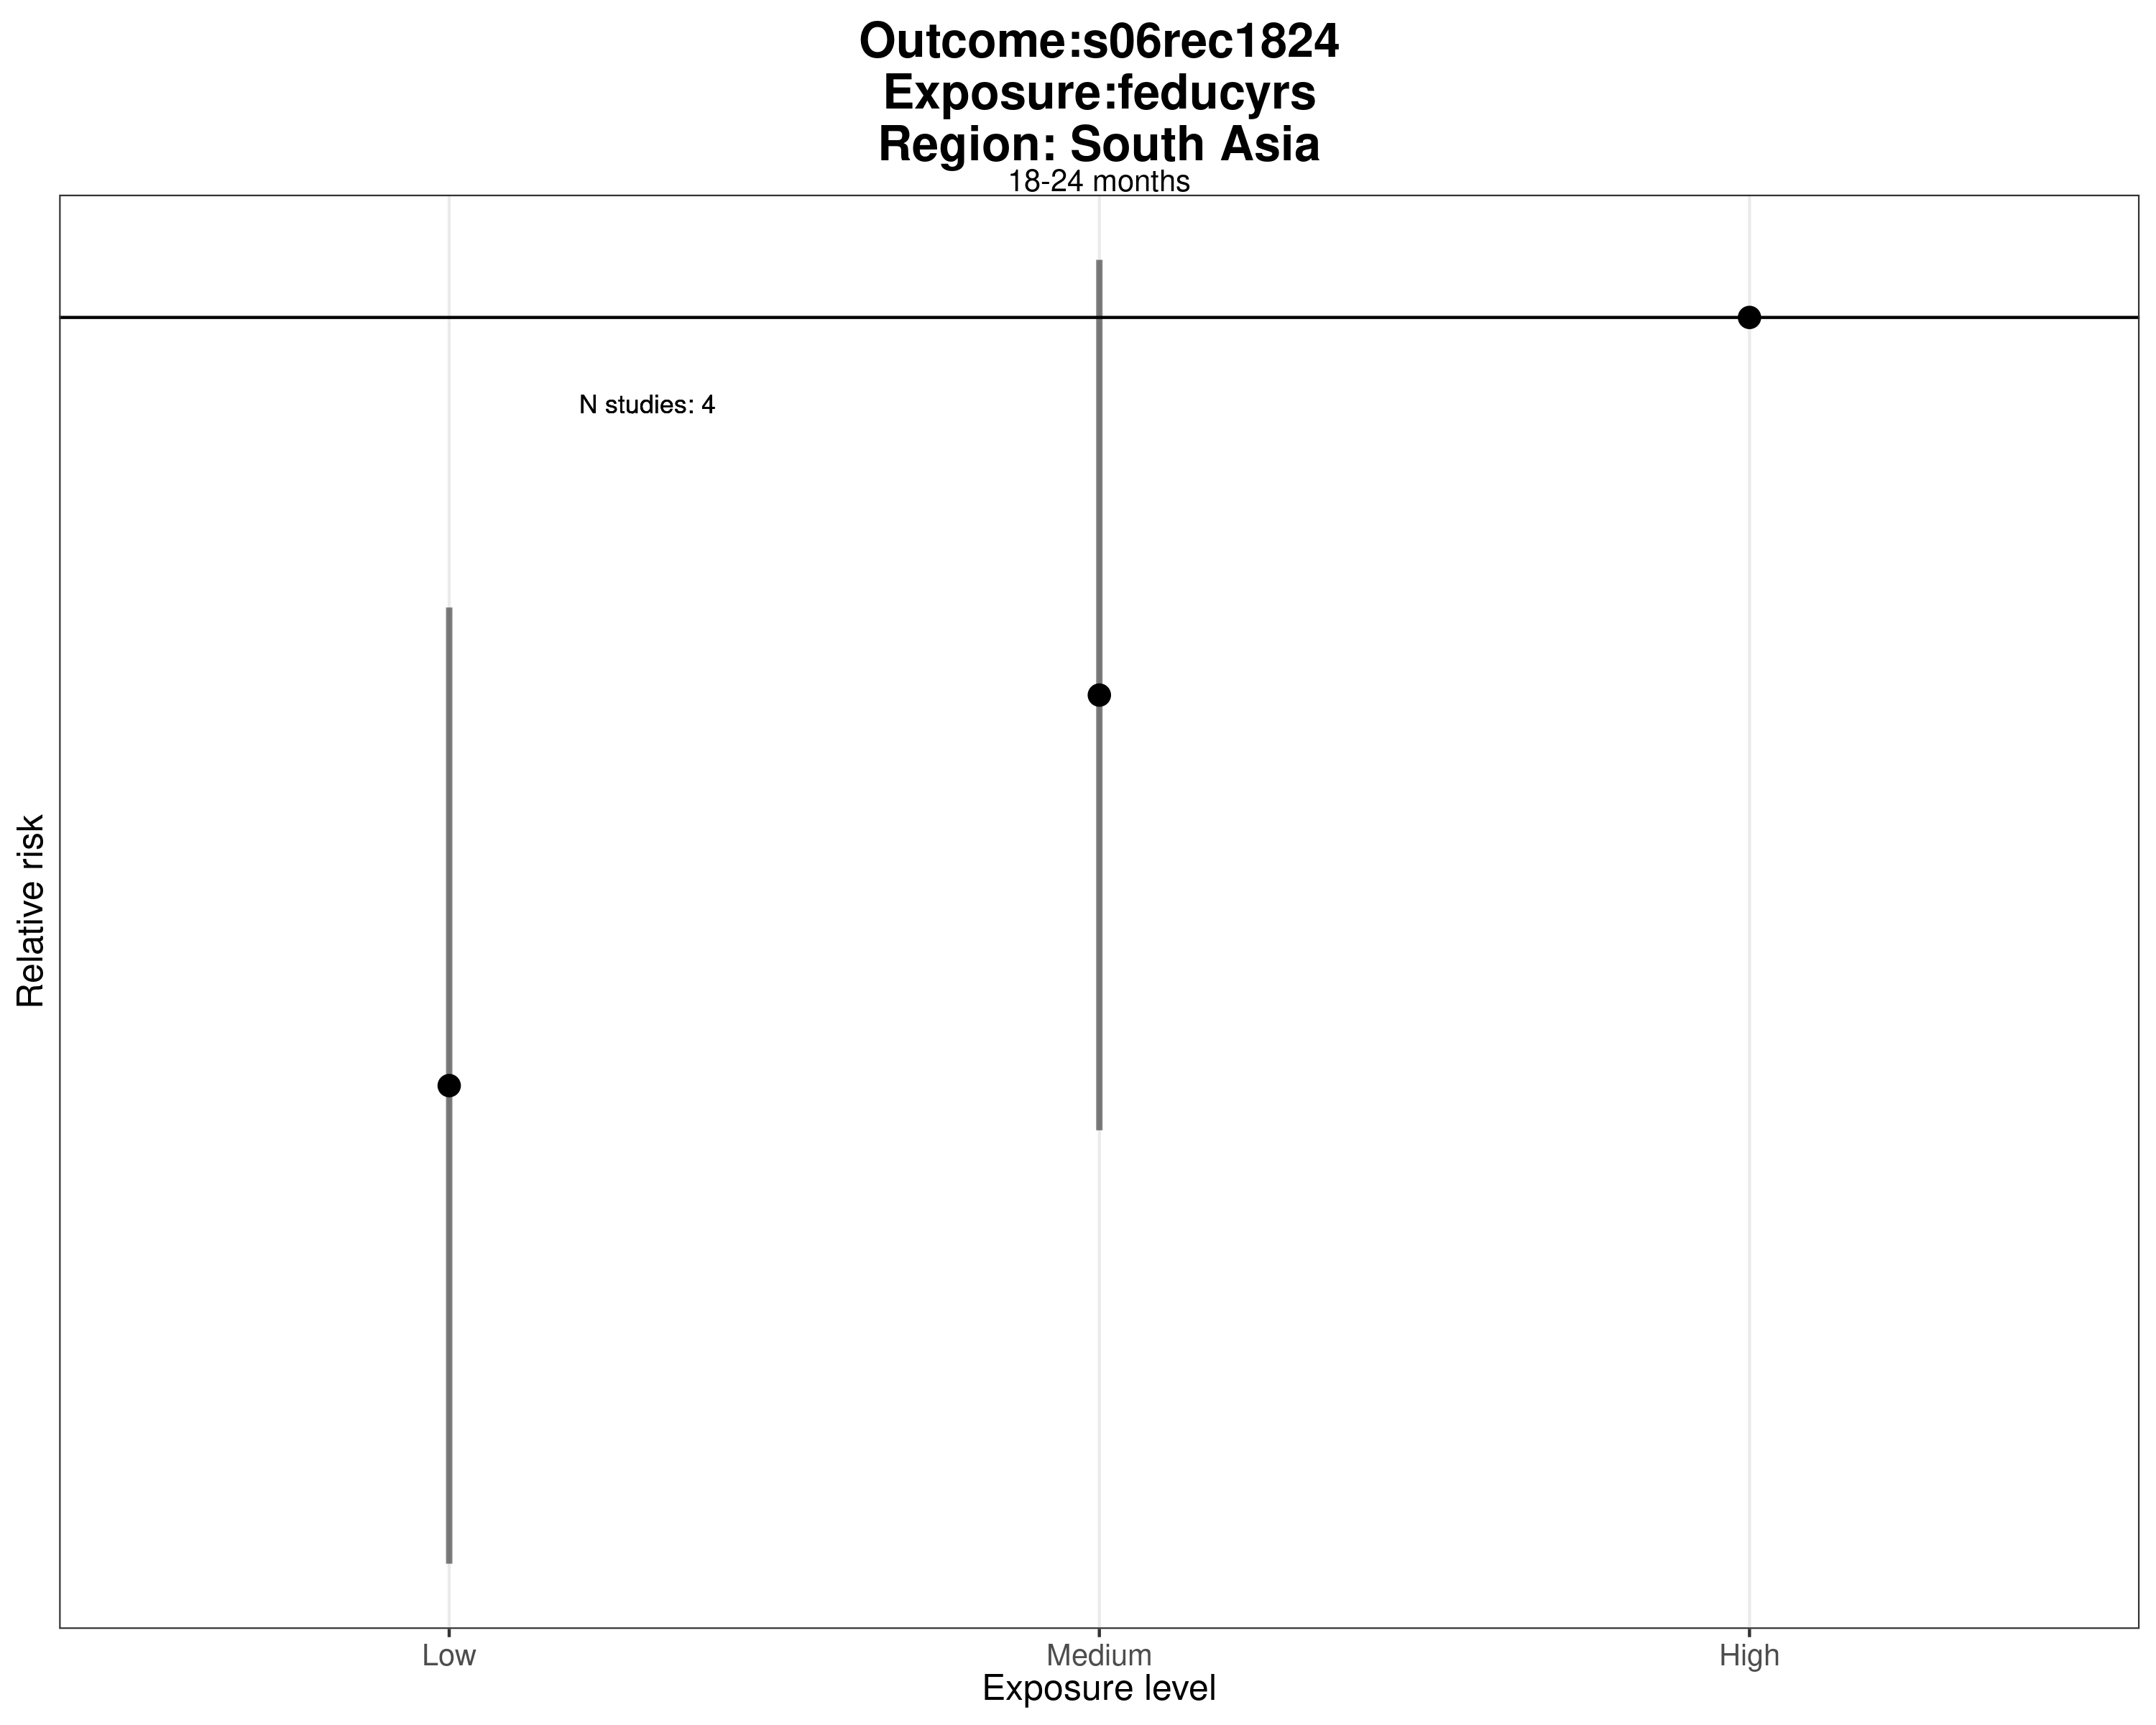 Outcome:s06rec1824
Exposure:feducyrs
Region: South Asia
18-24 months
N studies: 4
Relative risk
Low
Medium
High
Exposure level